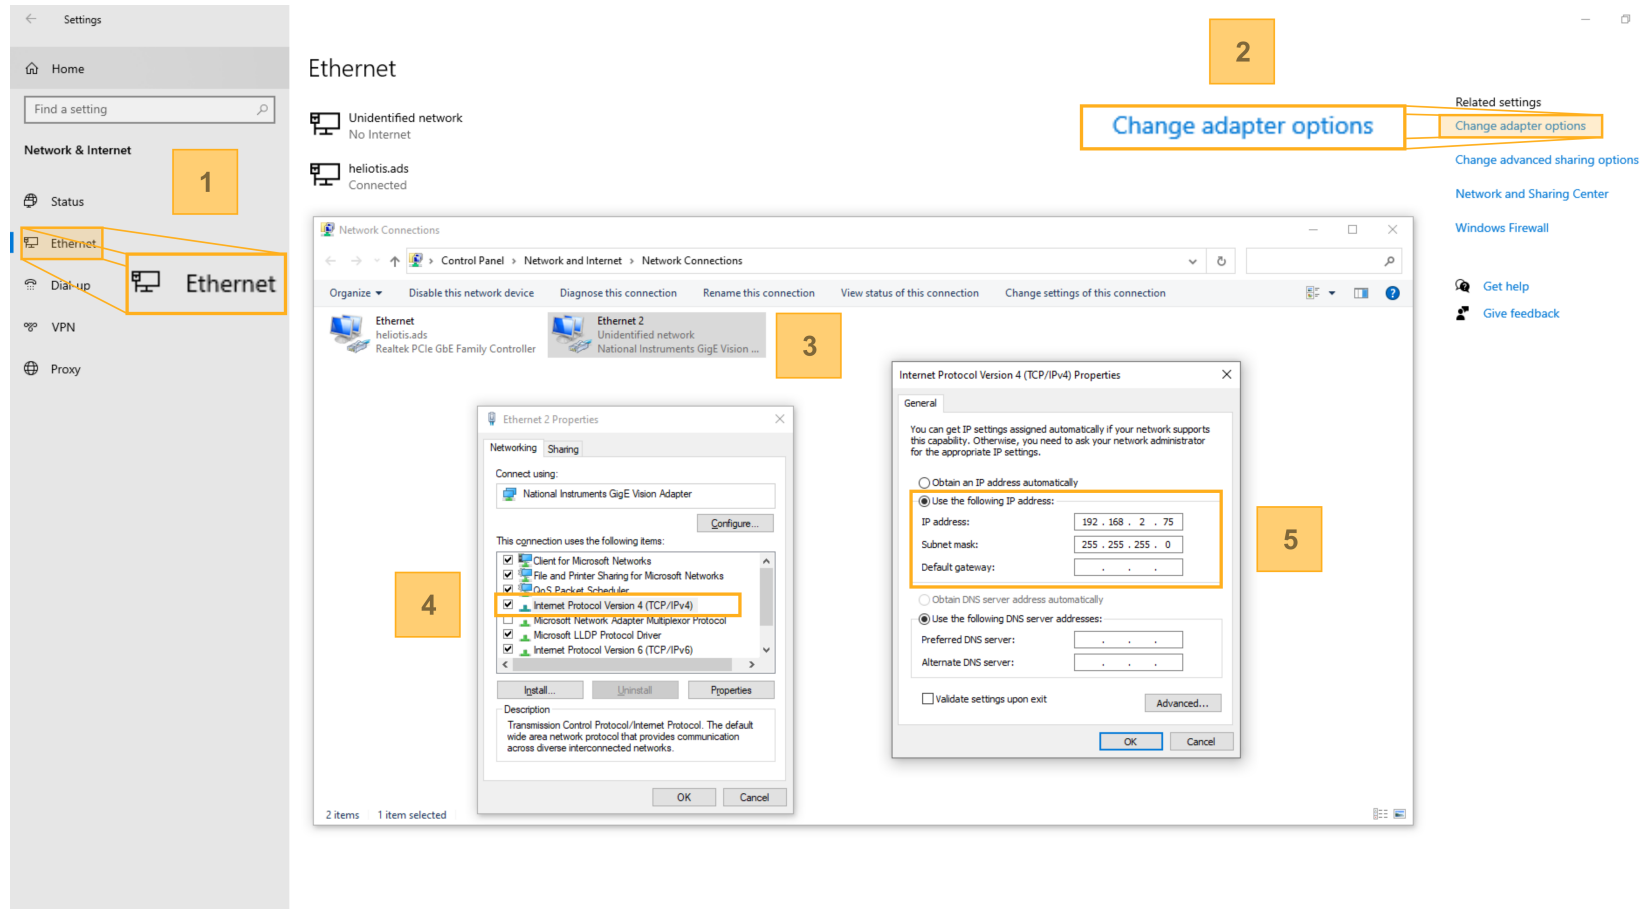 Settings
Home
Find a setting
Network & Internet
1
Status
Ethernet
Ethernet
Dial-up
VPN
Proxy
Ethernet
Unidentified network
No Internet
heliotis.ads
Connected
2
Change adapter options
Related settings
Change adapter options
Change advanced sharing options
Network and Sharing Center
Windows Firewall
Get help
Give feedback
Network Connections
Control Panel > Network and Internet > Network Connections
Organize Disable this network device Diagnose this connection Rename this connection View status of this connection Change settings of this connection
Ethernet
heliotis.ads
Realtek PCIe GbE Family Controller
Ethernet 2
Unidentified network
National Instruments GigE Vision ...
3
Ethernet 2 Properties
Networking Sharing
Connect using:
National Instruments GigE Vision Adapter
Configure...
This connection uses the following items:
Client for Microsoft Networks
File and Printer Sharing for Microsoft Networks
QoS Packet Scheduler
Internet Protocol Version 4 (TCP/IPv4)
Microsoft Network Adapter Multiplexor Protocol
Microsoft LLDP Protocol Driver
Internet Protocol Version 6 (TCP/IPv6)
4
Install... Uninstall Properties
Description
Transmission Control Protocol/Internet Protocol. The default
wide area network protocol that provides communication
across diverse interconnected networks.
OK Cancel
Internet Protocol Version 4 (TCP/IPv4) Properties
General
You can get IP settings assigned automatically if your network supports
this capability. Otherwise, you need to ask your network administrator
for the appropriate IP settings.
Obtain an IP address automatically
Use the following IP address:
IP address: 192 . 168 . 2 . 75
Subnet mask: 255 . 255 . 255 . 0
Default gateway: . . .
5
Obtain DNS server address automatically
Use the following DNS server addresses:
Preferred DNS server: . . .
Alternate DNS server: . . .
Validate settings upon exit
Advanced...
OK Cancel
2 items 1 item selected